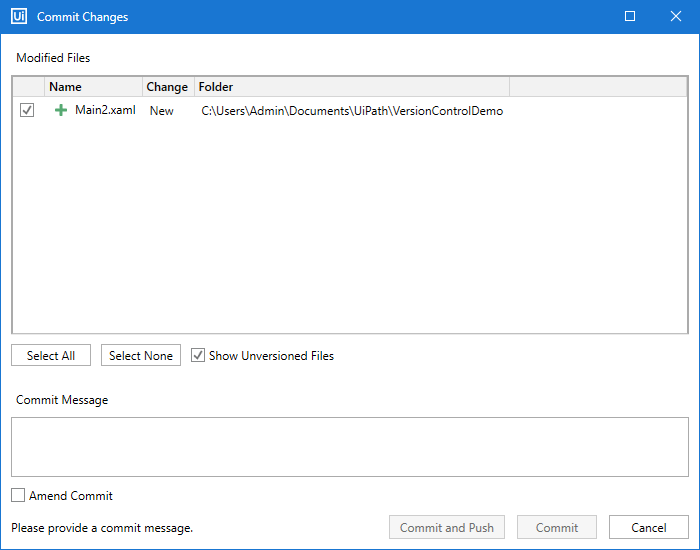 Ui Commit Changes
Modified Files
Name Change Folder
Main2.xaml New C:\Users\Admin\Documents\UiPath\VersionControlDemo
Select All Select None Show Unversioned Files
Commit Message
Amend Commit
Please provide a commit message. Commit and Push Commit Cancel